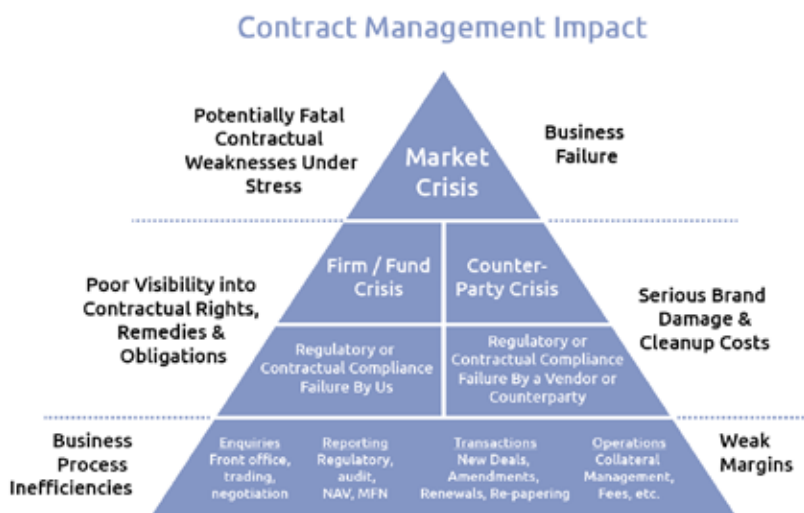 Contract Management Impact
Potentially Fatal
Contractual
Weaknesses Under
Stress
Market
Crisis
Business
Failure
Poor Visibility into
Contractual Rights,
Remedies &
Obligations
Firm / Fund
Crisis
Counter-
Party Crisis
Serious Brand
Damage &
Cleanup Costs
Regulatory or
Contractual Compliance
Failure By Us
Regulatory or
Contractual Compliance
Failure By a Vendor or
Counterparty
Business
Process
Inefficiencies
Enquiries
Front office,
trading,
negotiation
Reporting
Regulatory,
audit,
NAV, MFN
Transactions
New Deals,
Amendments,
Renewals, Re-papering
Operations
Collateral
Management,
Fees, etc.
Weak
Margins